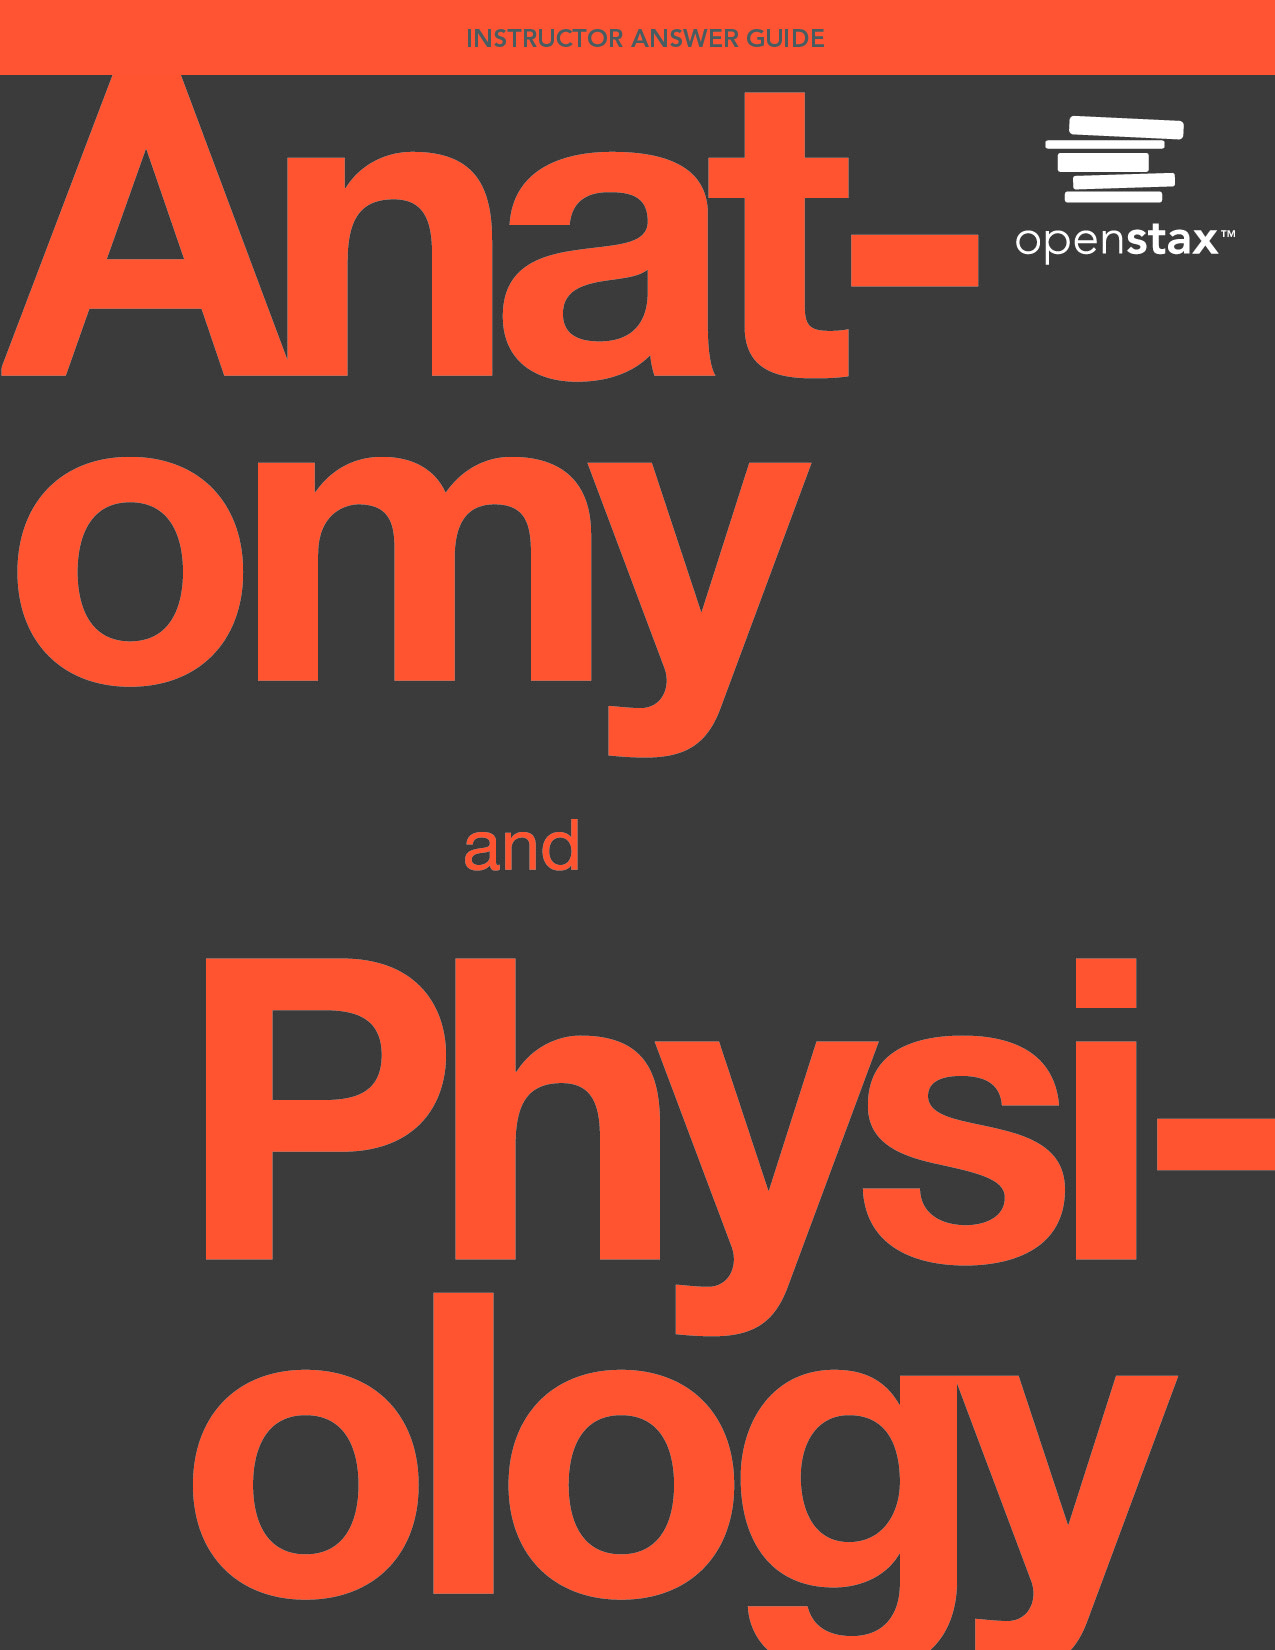 INSTRUCTOR ANSWER GUIDE
Anat-
openstax™
omy
and
Physi-
ology